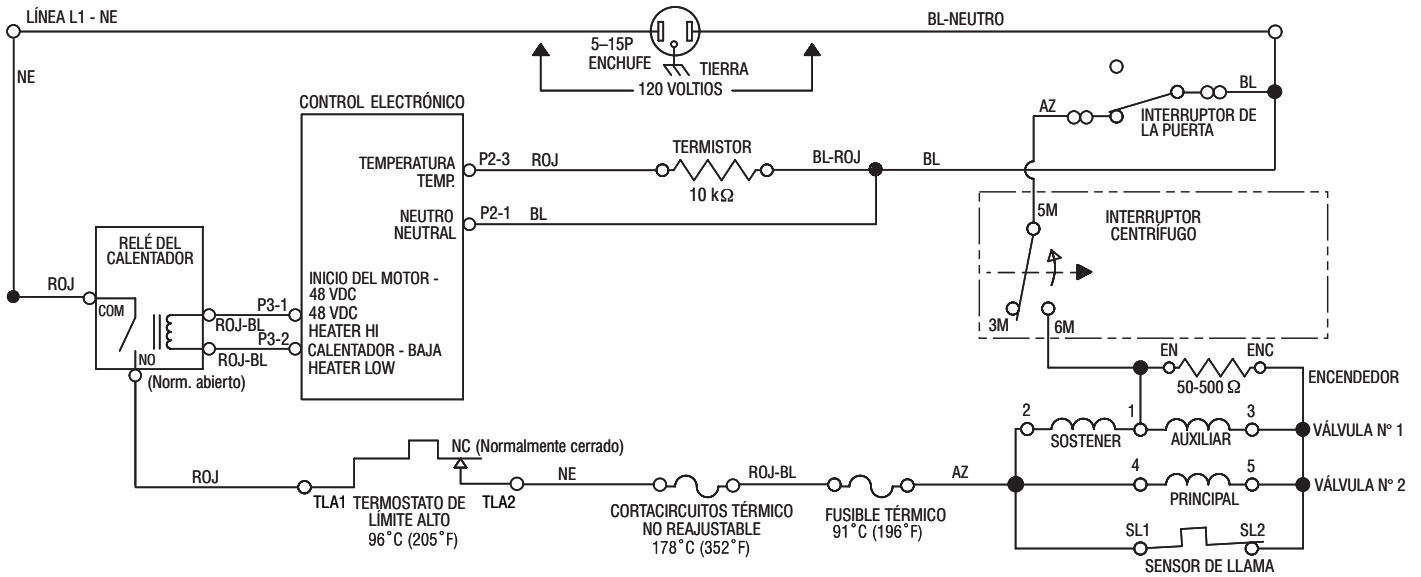 LÍNEA L1 - NE
BL-NEUTRO
5–15P
ENCHUFE
TIERRA
120 VOLTIOS
NE
CONTROL ELECTRÓNICO
AZ
BL
INTERRUPTOR DE
LA PUERTA
TEMPERATURA
TEMP.
P2-3
ROJ
TERMISTOR
10 kΩ
BL-ROJ
BL
NEUTRO
NEUTRAL
P2-1
BL
5M
INTERRUPTOR
CENTRÍFUGO
3M
6M
RELÉ DEL
CALENTADOR
ROJ
COM
NO
(Norm. abierto)
P3-1
ROJ-BL
P3-2
ROJ-BL
INICIO DEL MOTOR -
48 VDC
48 VDC
HEATER HI
CALENTADOR - BAJA
HEATER LOW
EN
ENC
50-500 Ω
ENCENDEDOR
2
1
3
SOSTENER
AUXILIAR
VÁLVULA N° 1
4
5
PRINCIPAL
VÁLVULA N° 2
SL1
SL2
SENSOR DE LLAMA
ROJ
TLA1
NC (Normalmente cerrado)
TLA2
TERMOSTATO DE
LÍMITE ALTO
96˚C (205˚F)
NE
CORTACIRCUITOS TÉRMICO
NO REAJUSTABLE
178˚C (352˚F)
ROJ-BL
FUSIBLE TÉRMICO
91˚C (196˚F)
AZ